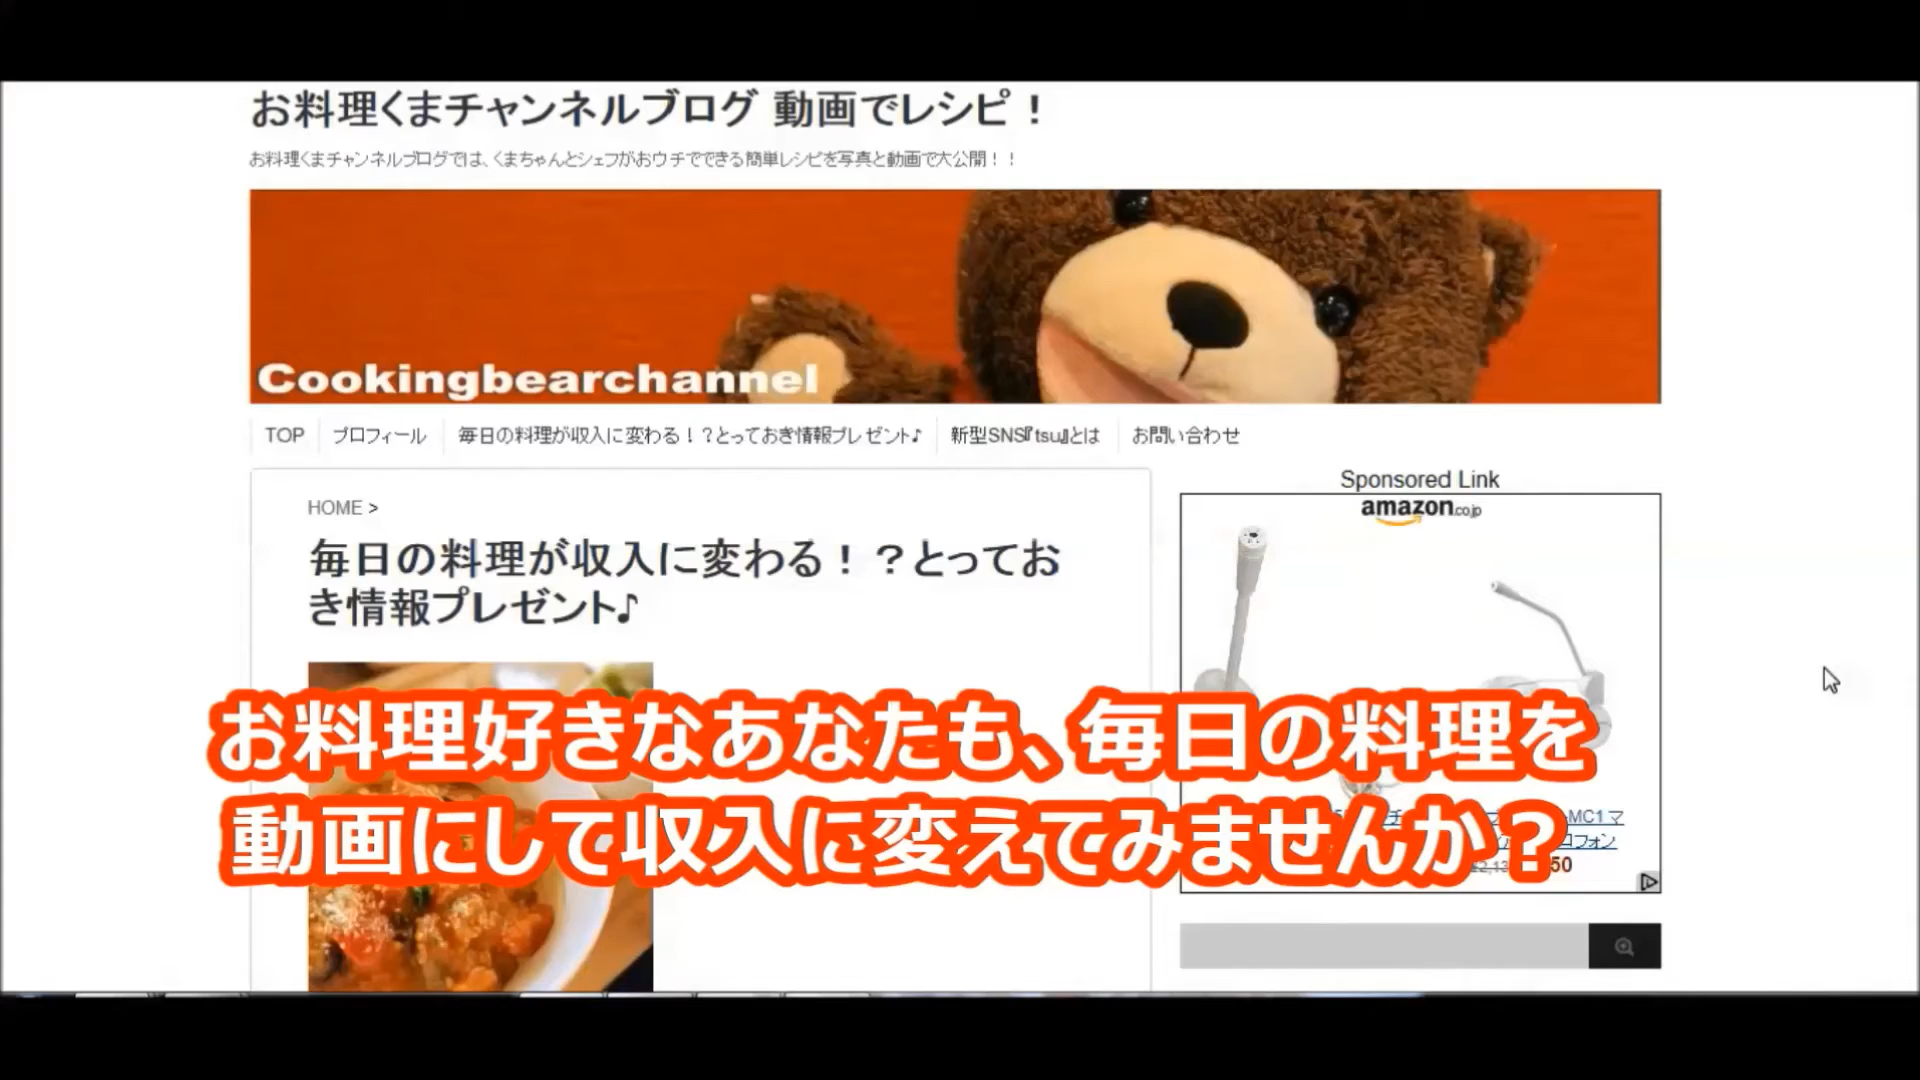 お料理くまチャンネルブログ 動画でレシピ！
お料理くまチャンネルブログでは、くまちゃんとシェフがおウチでできる簡単レシピを写真と動画で大公開！！
Cookingbearchannel
TOP
プロフィール
毎日の料理が収入に変わる！？とっておき情報プレゼント♪
新型SNS『tsu』とは
お問い合わせ
HOME >
毎日の料理が収入に変わる！？とってお
き情報プレゼント♪
Sponsored Link
amazon.co.jp
お料理好きなあなたも、毎日の料理を
動画にして収入に変えてみませんか？
-MC1 マ
ロフォン
50